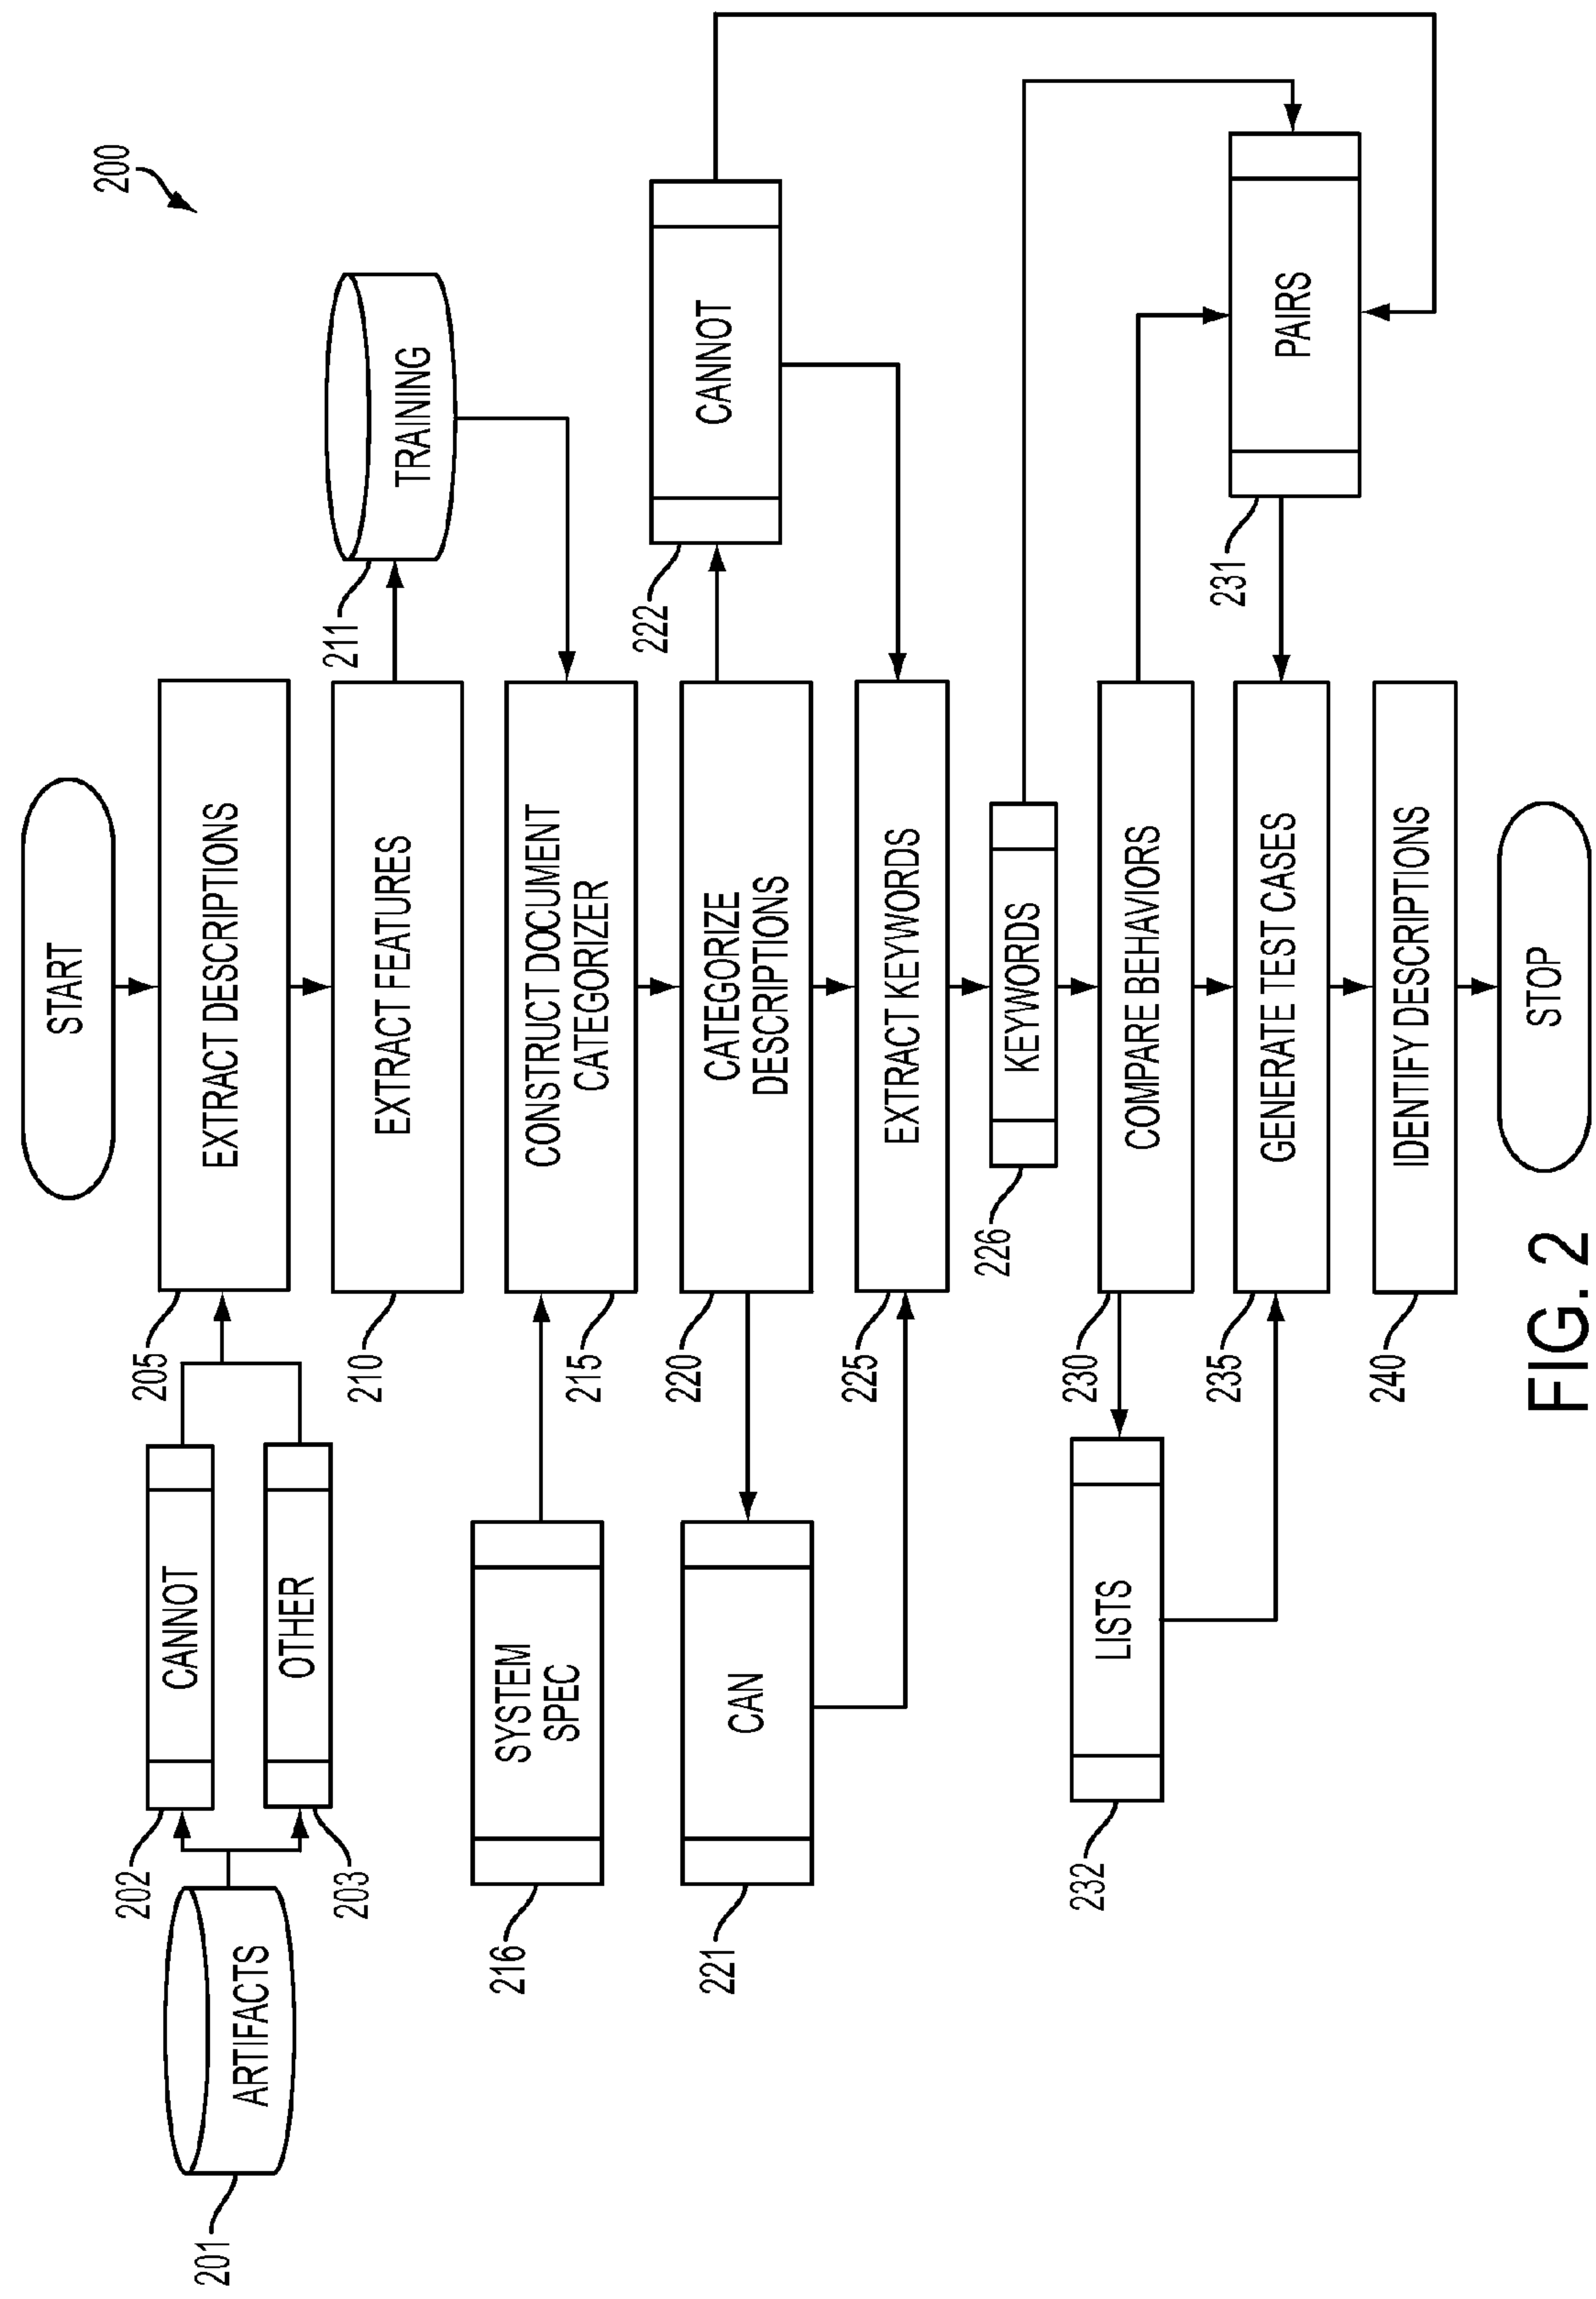 200
START
201
ARTIFACTS
202
CANNOT
203
OTHER
205
EXTRACT DESCRIPTIONS
210
EXTRACT FEATURES
211
TRAINING
216
SYSTEM
SPEC
215
CONSTRUCT DOCUMENT
CATEGORIZER
220
CATEGORIZE
DESCRIPTIONS
221
CAN
222
CANNOT
225
EXTRACT KEYWORDS
226
KEYWORDS
230
COMPARE BEHAVIORS
231
PAIRS
232
LISTS
235
GENERATE TEST CASES
240
IDENTIFY DESCRIPTIONS
STOP
FIG. 2